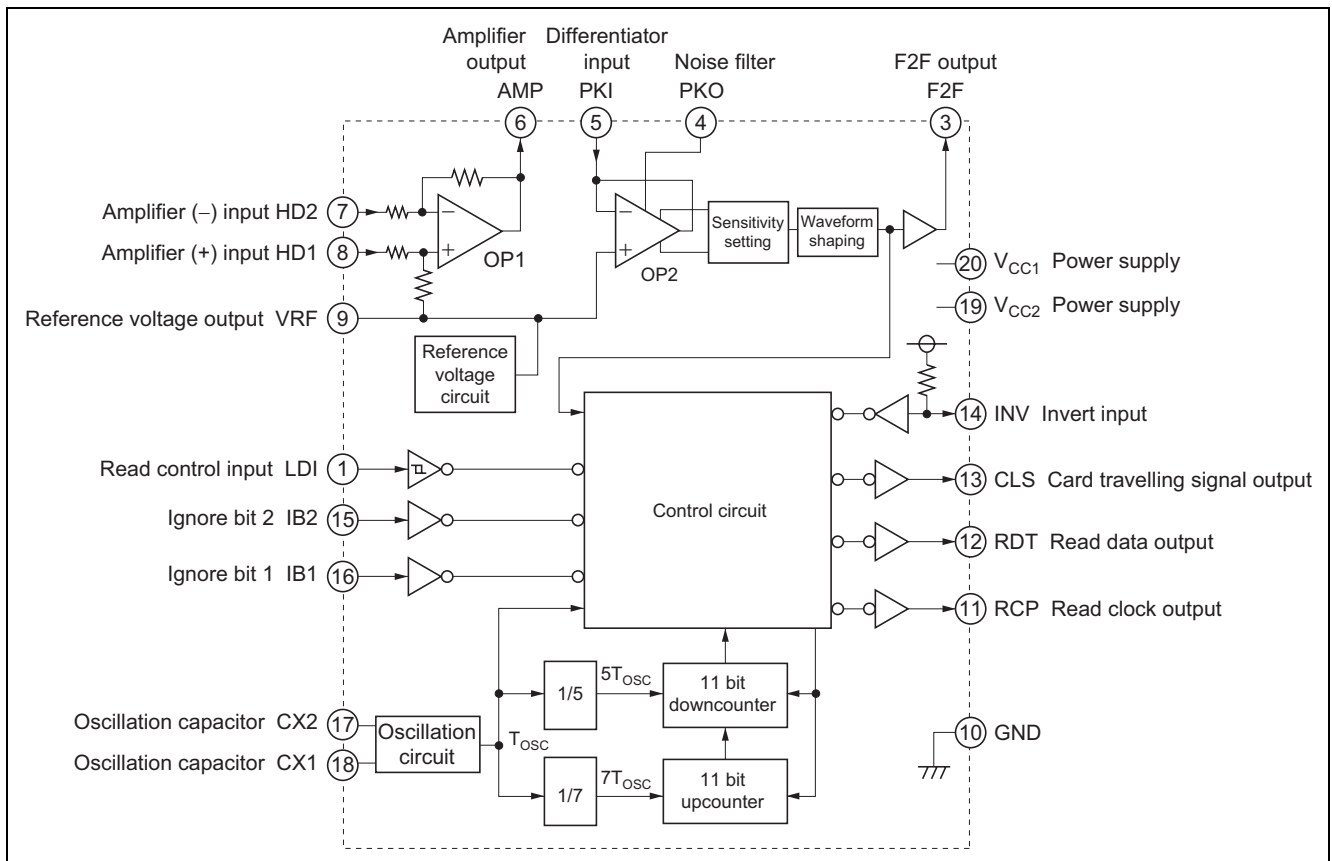 Amplifier output AMP
Differentiator input PKI
Noise filter PKO
F2F output F2F
6
5
4
3
Amplifier (–) input HD2 7
Amplifier (+) input HD1 8
–
+
OP1
–
+
OP2
Sensitivity setting
Waveform shaping
20 VCC1 Power supply
19 VCC2 Power supply
Reference voltage output VRF 9
Reference voltage circuit
14 INV Invert input
Read control input LDI 1
13 CLS Card travelling signal output
Ignore bit 2 IB2 15
Control circuit
12 RDT Read data output
Ignore bit 1 IB1 16
11 RCP Read clock output
1/5
5TOSC
11 bit downcounter
Oscillation capacitor CX2 17
Oscillation capacitor CX1 18
Oscillation circuit
TOSC
10 GND
1/7
7TOSC
11 bit upcounter